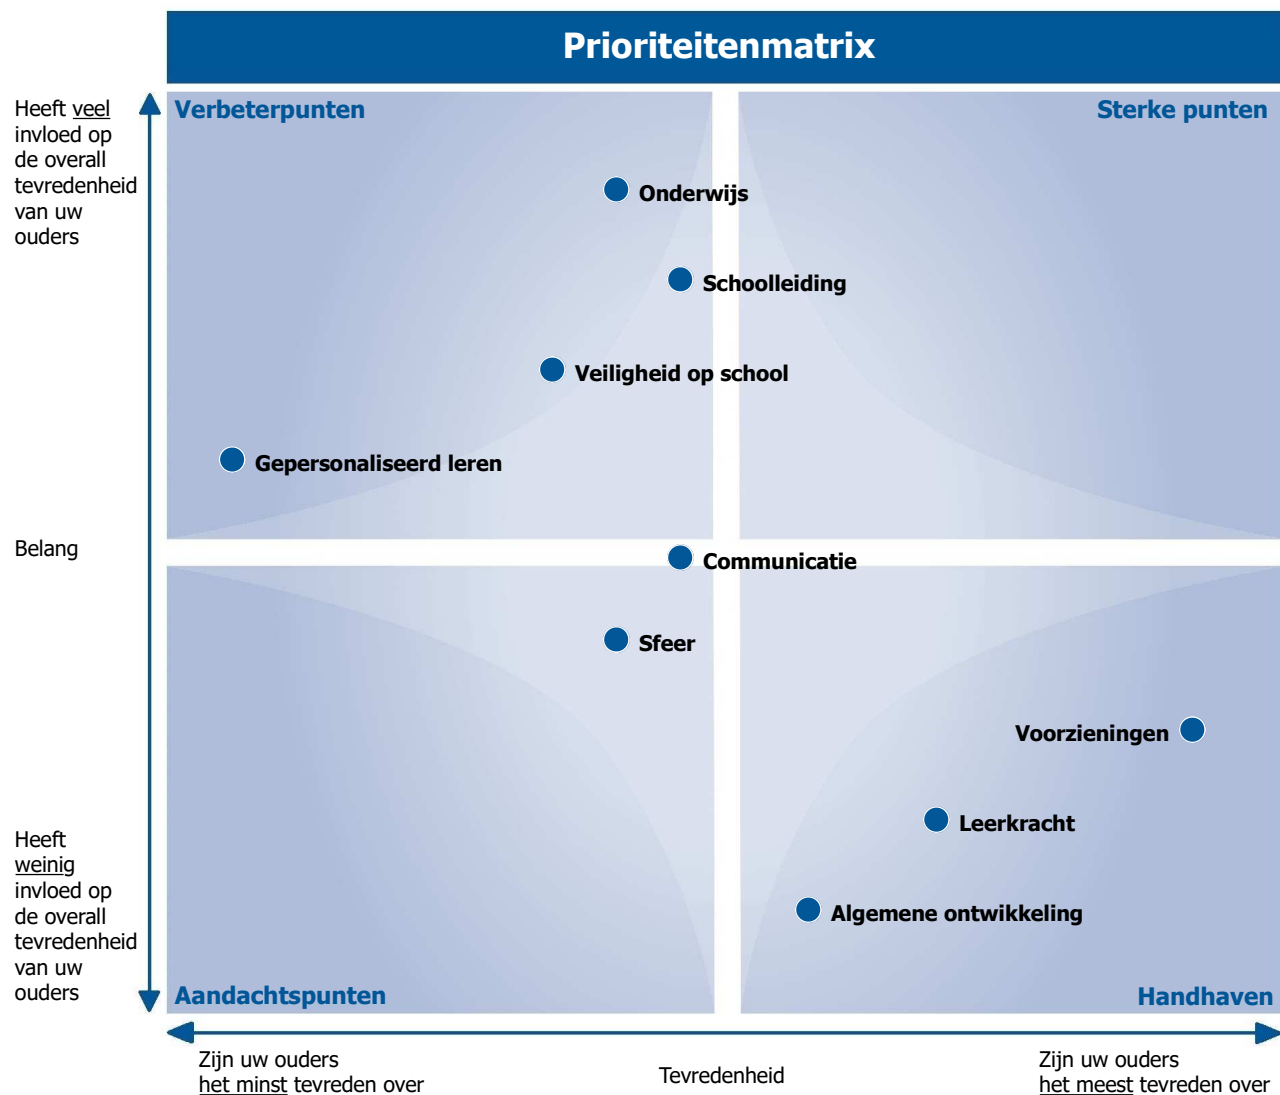 Prioriteitenmatrix
Heeft veel
invloed op
de overall
tevredenheid
van uw
ouders
Verbeterpunten
Sterke punten
Onderwijs
Schoolleiding
Veiligheid op school
Gepersonaliseerd leren
Belang
Communicatie
Sfeer
Voorzieningen
Leerkracht
Algemene ontwikkeling
Heeft
weinig
invloed op
de overall
tevredenheid
van uw
ouders
Aandachtspunten
Handhaven
Zijn uw ouders
het minst tevreden over
Tevredenheid
Zijn uw ouders
het meest tevreden over